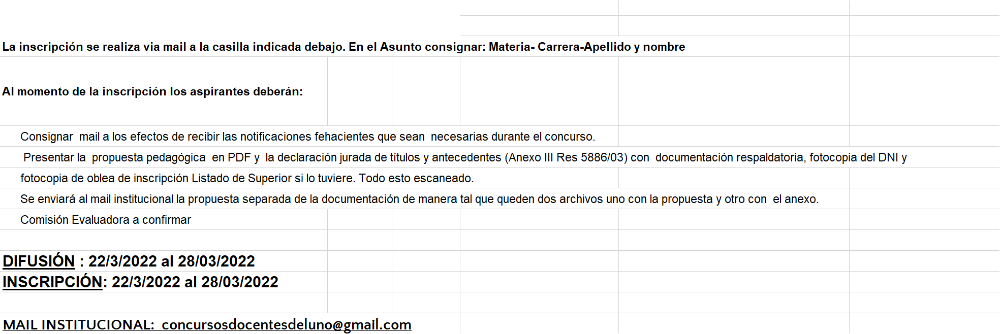 La inscripción se realiza via mail a la casilla indicada debajo. En el Asunto consignar: Materia- Carrera-Apellido y nombre
Al momento de la inscripción los aspirantes deberán:
Consignar  mail a los efectos de recibir las notificaciones fehacientes que sean  necesarias durante el concurso.
Presentar la  propuesta pedagógica  en PDF y  la declaración jurada de títulos y antecedentes (Anexo III Res 5886/03) con  documentación respaldatoria, fotocopia del DNI y
fotocopia de oblea de inscripción Listado de Superior si lo tuviere. Todo esto escaneado.
Se enviará al mail institucional la propuesta separada de la documentación de manera tal que queden dos archivos uno con la propuesta y otro con  el anexo.
Comisión Evaluadora a confirmar
DIFUSIÓN : 22/3/2022 al 28/03/2022
INSCRIPCIÓN: 22/3/2022 al 28/03/2022
MAIL INSTITUCIONAL:  concursosdocentesdeluno@gmail.com